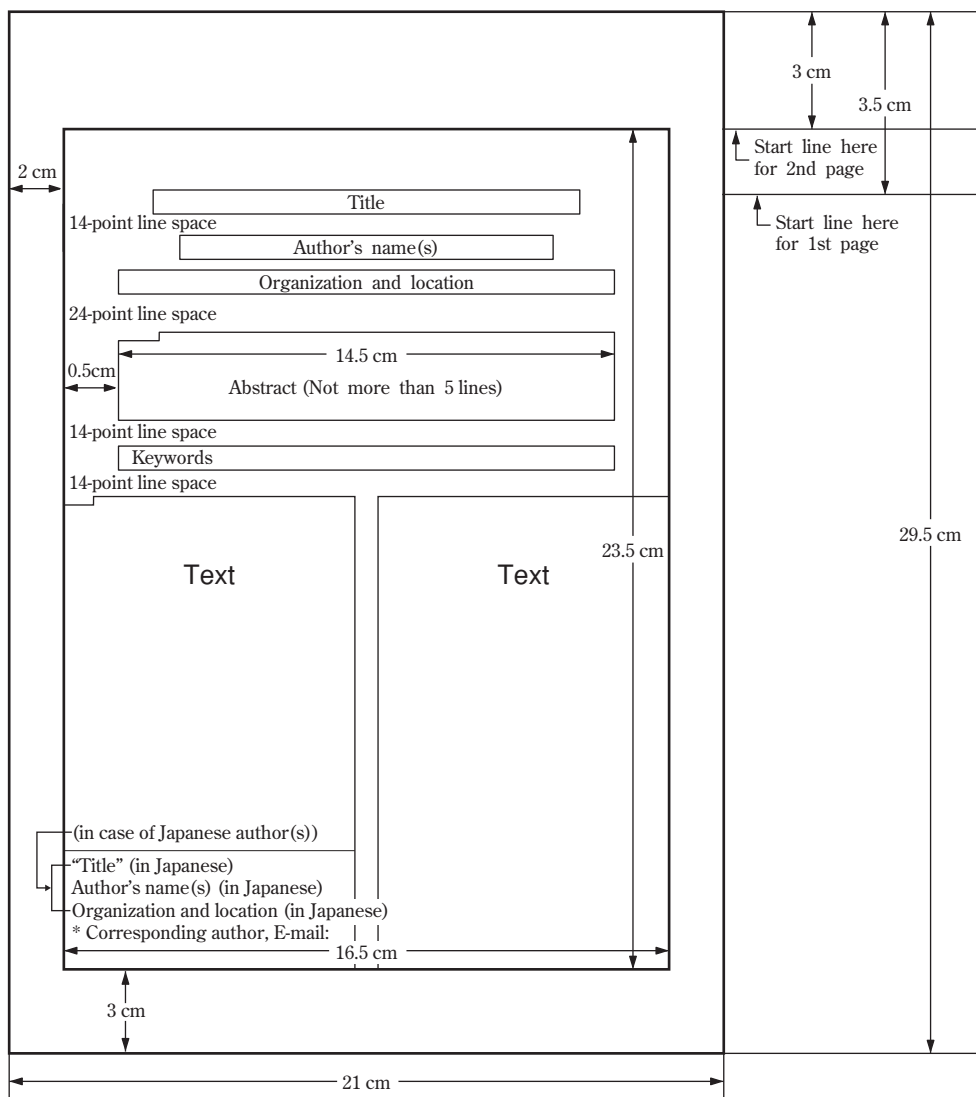 3 cm
3.5 cm
Start line here
for 2nd page
2 cm
Title
Start line here
for 1st page
14-point line space
Author's name(s)
Organization and location
24-point line space
14.5 cm
0.5cm
Abstract (Not more than 5 lines)
14-point line space
Keywords
14-point line space
29.5 cm
23.5 cm
Text
Text
(in case of Japanese author(s))
“Title” (in Japanese)
Author's name(s) (in Japanese)
Organization and location (in Japanese)
* Corresponding author, E-mail:
16.5 cm
3 cm
21 cm